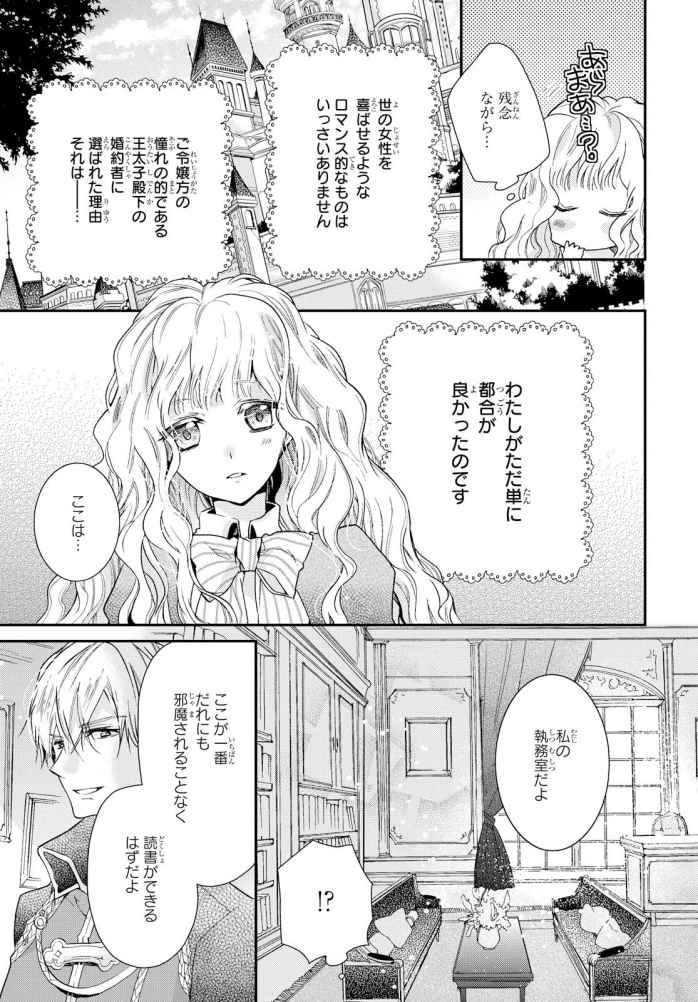 残念
ながら…
あらまあ…?
世の女性を
喜ばせるような
ロマンス的なものは
いっさいありません
ご令嬢方の
憧れの的である
王太子殿下の
婚約者に
選ばれた理由
それは――…
わたしがただ単に
都合が
良かったのです
ここは…
私の
執務室だよ
!?
ここが一番
だれにも
邪魔されることなく
読書ができる
はずだよ